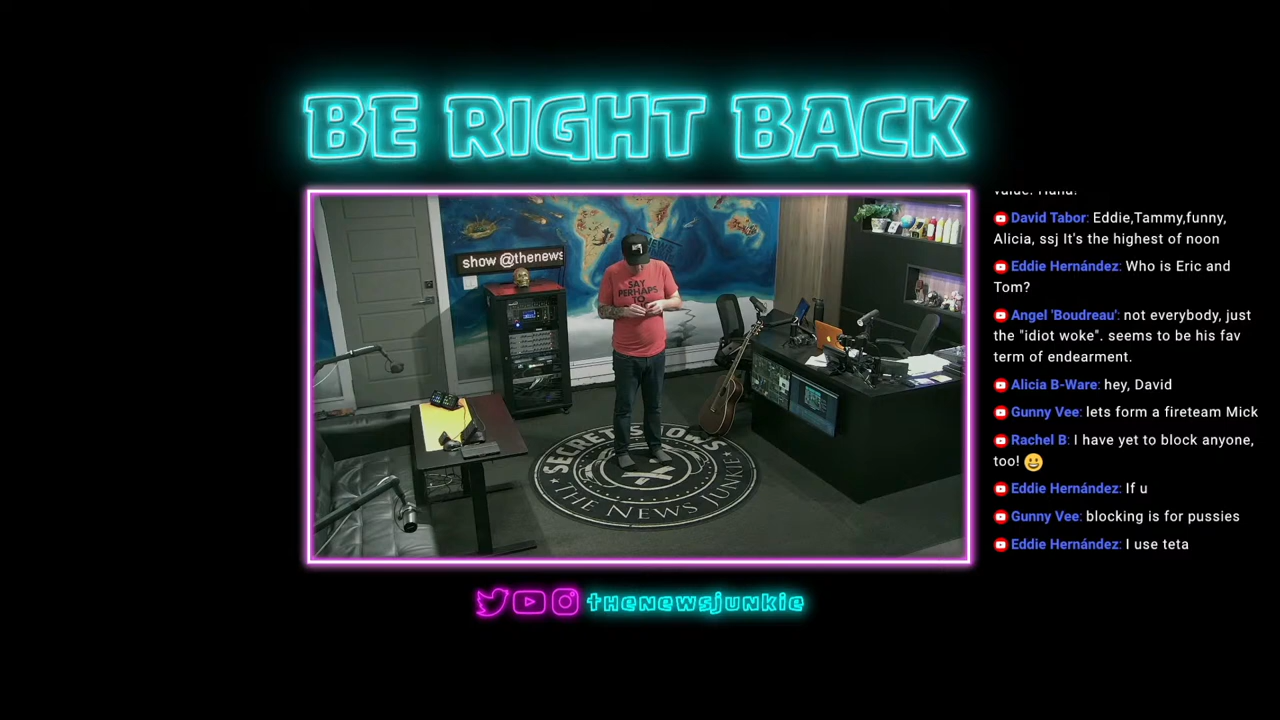 BE RIGHT BACK
David Tabor: Eddie,Tammy,funny,
Alicia, ssj It's the highest of noon
Eddie Hernández: Who is Eric and
Tom?
Angel 'Boudreau': not everybody, just
the "idiot woke". seems to be his fav
term of endearment.
Alicia B-Ware: hey, David
Gunny Vee: lets form a fireteam Mick
Rachel B: I have yet to block anyone,
too! 😀
Eddie Hernández: If u
Gunny Vee: blocking is for pussies
Eddie Hernández: I use teta
show @thenews
SAY
PERHAPS
TO
SECRET SHOWS
THE NEWS JUNKIE
thenewsjunkie